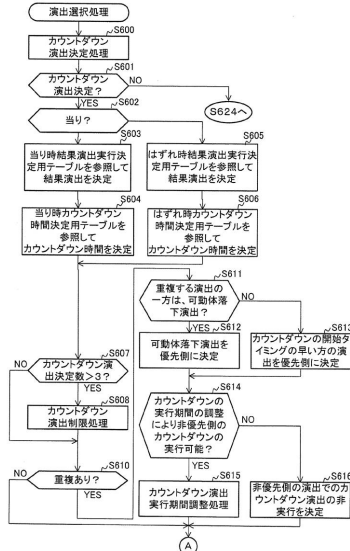 演出選択処理
S600
カウントダウン
演出決定処理
S601
カウントダウン
演出決定？
NO
YES
S602
S624へ
当り？
S603
当り時結果演出実行決
定用テーブルを参照して
結果演出を決定
S605
はずれ時結果演出実行決
定用テーブルを参照して
結果演出を決定
S604
当り時カウントダウン
時間決定用テーブルを
参照して
カウントダウン時間を決定
S606
はずれ時カウントダウン
時間決定用テーブルを
参照して
カウントダウン時間を決定
S607
カウントダウン演
出決定数>3？
NO
YES
S608
カウントダウン
演出制限処理
S610
重複あり？
NO
YES
S611
重複する演出の
一方は、可動体落下
演出？
NO
YES
S612
可動体落下演出を
優先側に決定
S613
カウントダウンの開始タ
イミングの早い方の演
出を優先側に決定
S614
カウントダウンの
実行期間の調整
により非優先側の
カウントダウンの
実行可能？
NO
YES
S615
カウントダウン演出
実行期間調整処理
S616
非優先側の演出でのカ
ウントダウン演出の非
実行を決定
A